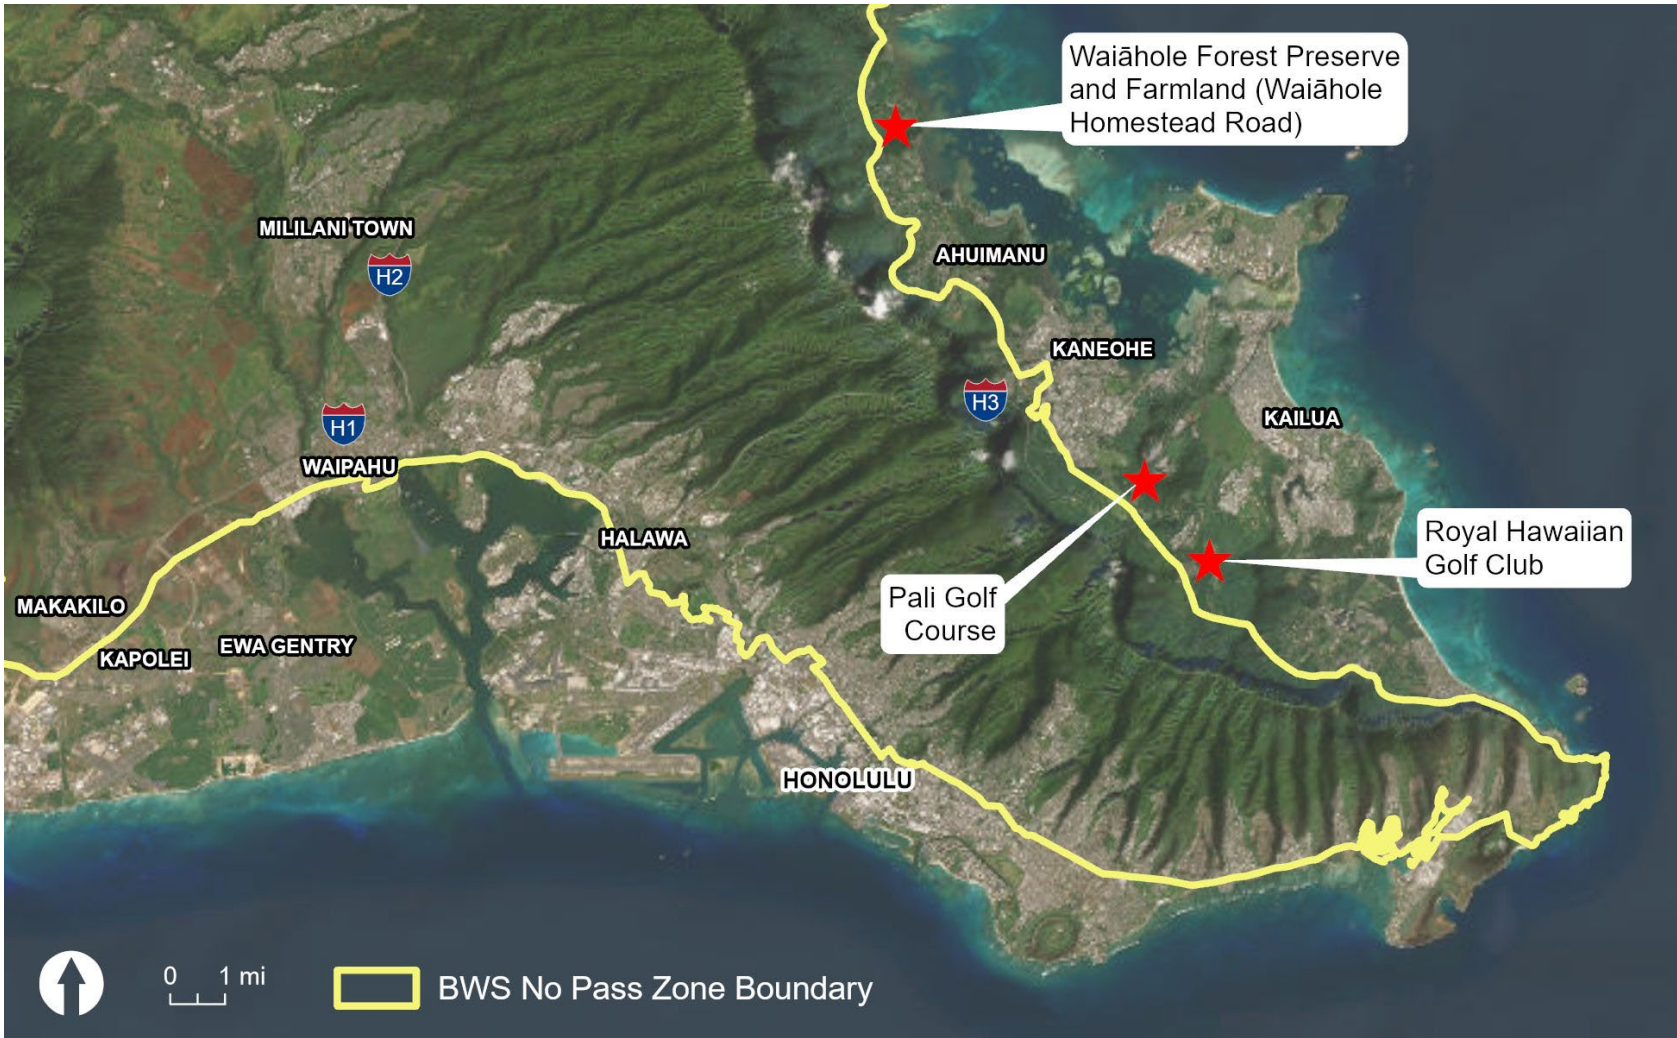 Waiāhole Forest Preserve
and Farmland (Waiāhole
Homestead Road)
MILILANI TOWN
H2
AHUIMANU
KANEOHE
H3
KAILUA
H1
WAIPAHU
HALAWA
Royal Hawaiian
Golf Club
Pali Golf
Course
MAKAKILO
KAPOLEI
EWA GENTRY
HONOLULU
0 1 mi
BWS No Pass Zone Boundary